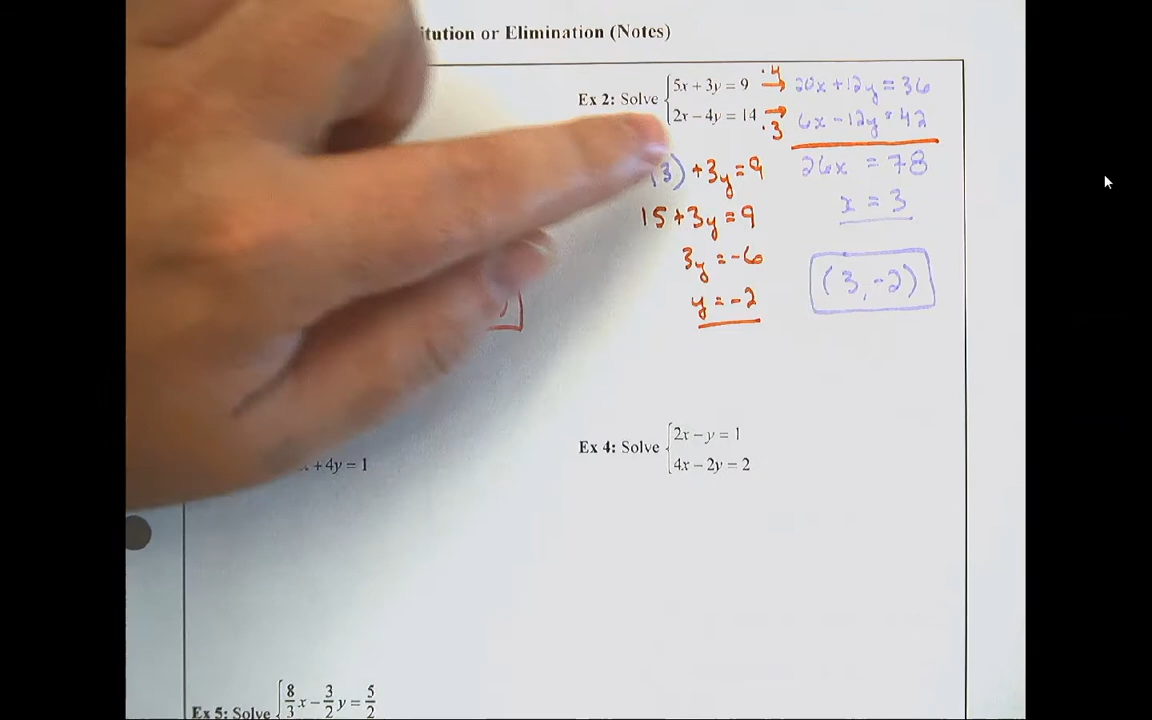 or Elimination (Notes)
Ex 2: Solve
5x + 3y = 9
2x − 4y = 14
·4 →
→ ·3
20x + 12y = 36
6x − 12y = 42
26x = 78
x = 3
(3, −2)
(3) + 3y = 9
15 + 3y = 9
3y = −6
y = −2
+ 4y = 1
Ex 4: Solve
2x − y = 1
4x − 2y = 2
Ex 5: Solve
8/3 x − 3/2 y = 5/2